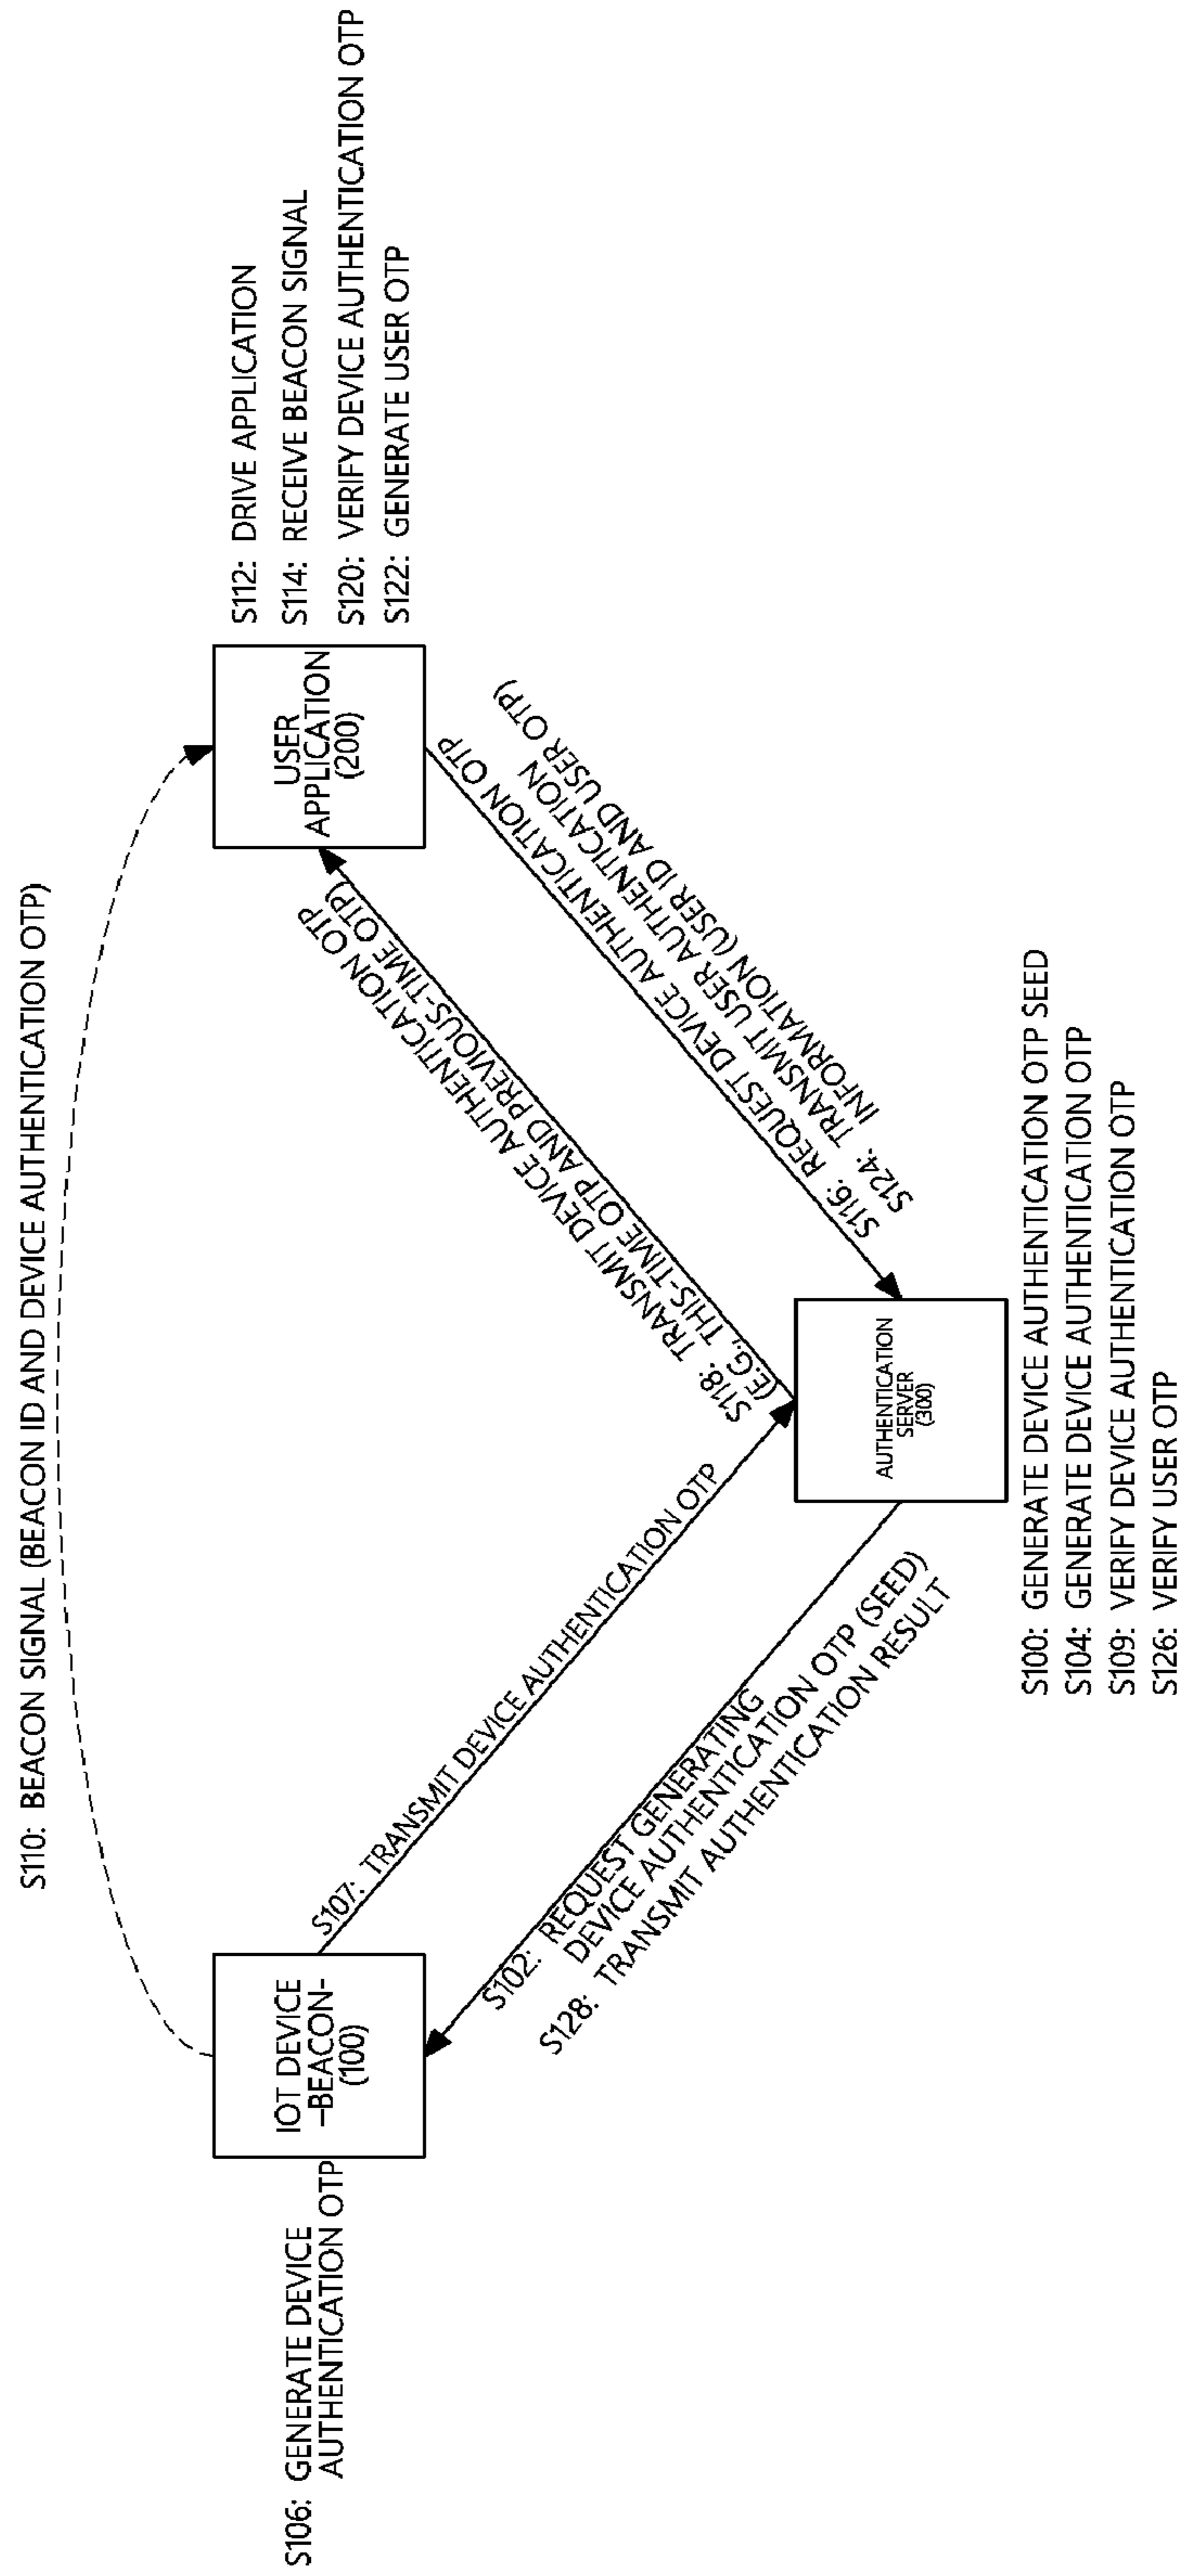 S110: BEACON SIGNAL (BEACON ID AND DEVICE AUTHENTICATION OTP)
S106: GENERATE DEVICE
AUTHENTICATION OTP
IOT DEVICE
-BEACON-
(100)
USER
APPLICATION
(200)
S112: DRIVE APPLICATION
S114: RECEIVE BEACON SIGNAL
S120: VERIFY DEVICE AUTHENTICATION OTP
S122: GENERATE USER OTP
S107: TRANSMIT DEVICE AUTHENTICATION OTP
S118: TRANSMIT DEVICE AUTHENTICATION OTP
(E.G., THIS-TIME OTP AND PREVIOUS-TIME OTP)
S102: REQUEST GENERATING
DEVICE AUTHENTICATION OTP (SEED)
S128: TRANSMIT AUTHENTICATION RESULT
S116: REQUEST DEVICE AUTHENTICATION OTP
S124: TRANSMIT USER AUTHENTICATION
INFORMATION (USER ID AND USER OTP)
AUTHENTICATION
SERVER
(300)
S100: GENERATE DEVICE AUTHENTICATION OTP SEED
S104: GENERATE DEVICE AUTHENTICATION OTP
S109: VERIFY DEVICE AUTHENTICATION OTP
S126: VERIFY USER OTP